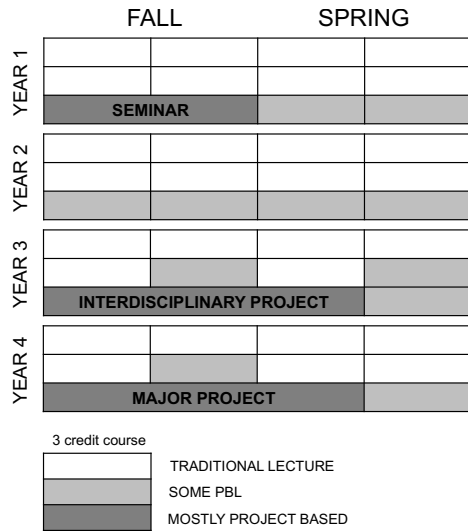 FALL SPRING
YEAR 1
SEMINAR
YEAR 2
YEAR 3
INTERDISCIPLINARY PROJECT
YEAR 4
MAJOR PROJECT
3 credit course
TRADITIONAL LECTURE
SOME PBL
MOSTLY PROJECT BASED